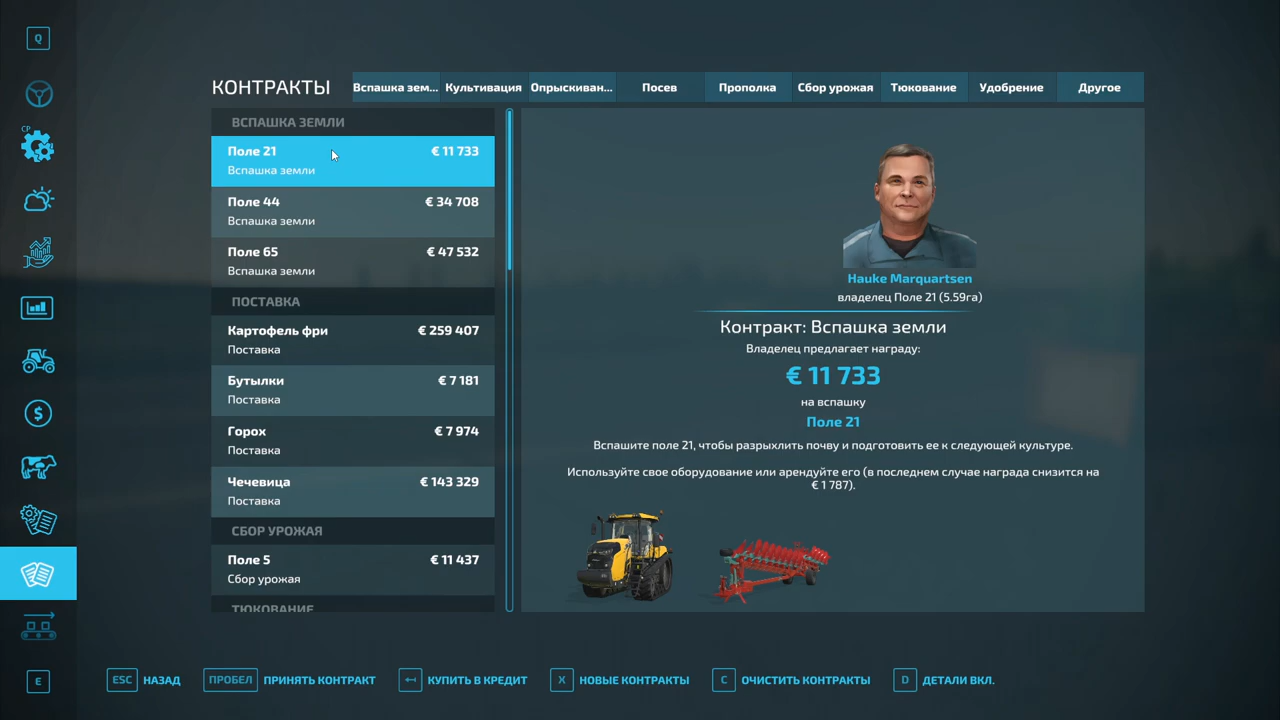 Q
КОНТРАКТЫ
Вспашка зем...
Культивация
Опрыскиван...
Посев
Прополка
Сбор урожая
Тюкование
Удобрение
Другое
CP
ВСПАШКА ЗЕМЛИ
Поле 21 € 11 733
Вспашка земли
Поле 44 € 34 708
Вспашка земли
Поле 65 € 47 532
Вспашка земли
ПОСТАВКА
Картофель фри € 259 407
Поставка
Бутылки € 7 181
Поставка
Горох € 7 974
Поставка
Чечевица € 143 329
Поставка
СБОР УРОЖАЯ
Поле 5 € 11 437
Сбор урожая
ТЮКОВАНИЕ
Hauke Marquartsen
владелец Поле 21 (5.59га)
Контракт: Вспашка земли
Владелец предлагает награду:
€ 11 733
на вспашку
Поле 21
Вспашите поле 21, чтобы разрыхлить почву и подготовить ее к следующей культуре.
Используйте свое оборудование или арендуйте его (в последнем случае награда снизится на
€ 1 787).
E
ESC НАЗАД
ПРОБЕЛ ПРИНЯТЬ КОНТРАКТ
КУПИТЬ В КРЕДИТ
X НОВЫЕ КОНТРАКТЫ
C ОЧИСТИТЬ КОНТРАКТЫ
D ДЕТАЛИ ВКЛ.